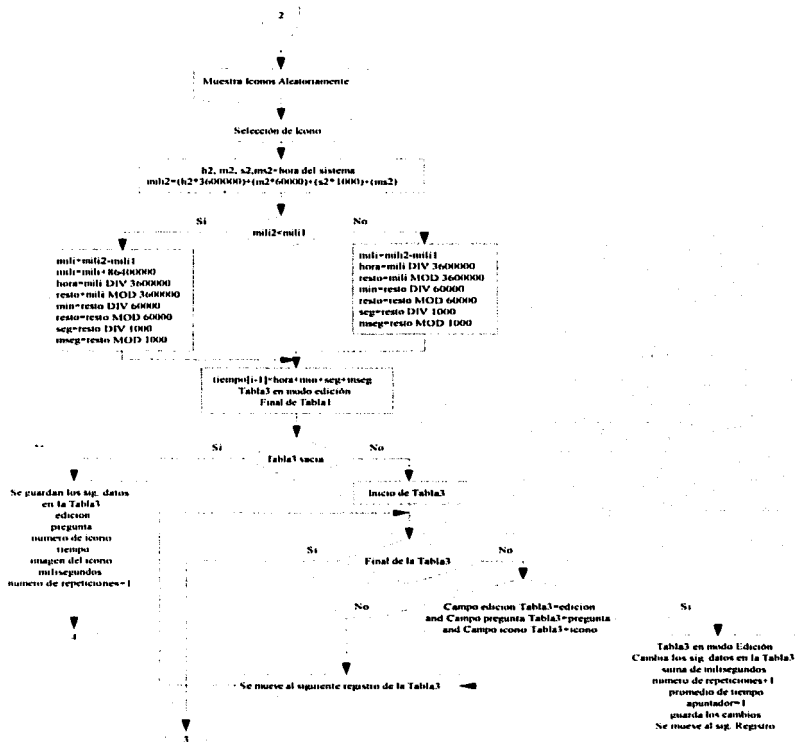 2
Muestra Iconos Aleatoriamente
Selección de Icono
h2, m2, s2,ms2=hora del sistema
mili2=(h2*3600000)+(m2*60000)+(s2*1000)+(ms2)
Si
mili2<mili1
No
mili=mili2-mili1
mili=mili+86400000
hora=mili DIV 3600000
resto=mili MOD 3600000
min=resto DIV 60000
resto=resto MOD 60000
seg=resto DIV 1000
mseg=resto MOD 1000
mili=mili2-mili1
hora=mili DIV 3600000
resto=mili MOD 3600000
min=resto DIV 60000
resto=resto MOD 60000
seg=resto DIV 1000
mseg=resto MOD 1000
tiempo[i-1]=hora+min+seg+mseg
Tabla3 en modo edición
Final de Tabla1
Si
Tabla3 vacia
No
Se guardan los sig. datos
en la Tabla3
edicion
pregunta
numero de icono
tiempo
imagen del icono
milisegundos
numero de repeticiones=1
4
Inicio de Tabla3
Si
Final de la Tabla3
No
No
Campo edicion Tabla3=edicion
and Campo pregunta Tabla3=pregunta
and Campo icono Tabla3=icono
Si
Tabla3 en modo Edición
Cambia los sig. datos en la Tabla3
suma de milisegundos
numero de repeticiones+1
promedio de tiempo
apuntador=1
guarda los cambios
Se mueve al sig. Registro
Se mueve al siguiente registro de la Tabla3
3